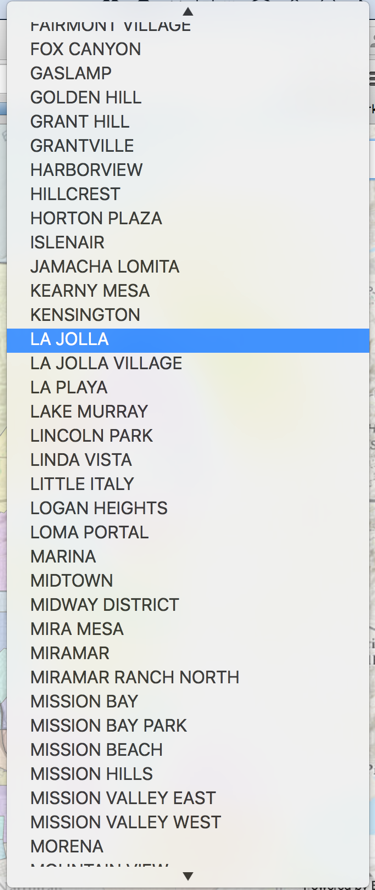 FAIRMONT VILLAGE
FOX CANYON
GASLAMP
GOLDEN HILL
GRANT HILL
GRANTVILLE
HARBORVIEW
HILLCREST
HORTON PLAZA
ISLENAIR
JAMACHA LOMITA
KEARNY MESA
KENSINGTON
LA JOLLA
LA JOLLA VILLAGE
LA PLAYA
LAKE MURRAY
LINCOLN PARK
LINDA VISTA
LITTLE ITALY
LOGAN HEIGHTS
LOMA PORTAL
MARINA
MIDTOWN
MIDWAY DISTRICT
MIRA MESA
MIRAMAR
MIRAMAR RANCH NORTH
MISSION BAY
MISSION BAY PARK
MISSION BEACH
MISSION HILLS
MISSION VALLEY EAST
MISSION VALLEY WEST
MORENA
MOUNTAIN VIEW